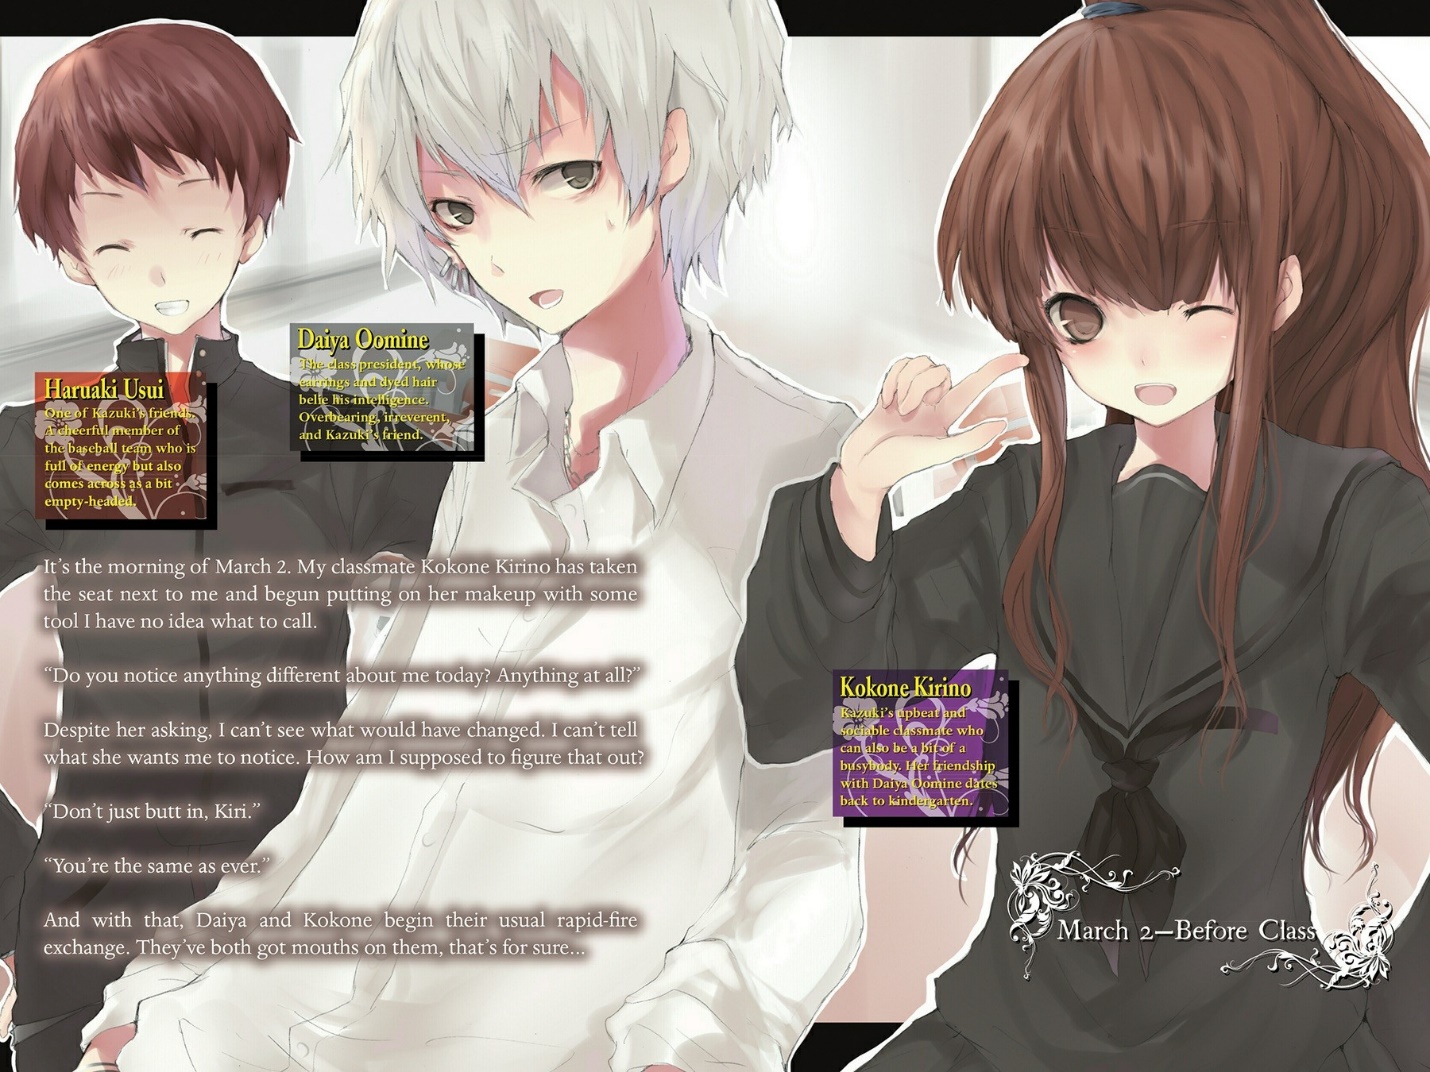 Haruaki Usui
One of Kazuki's friends.
A cheerful member of
the baseball team who is
full of energy but also
comes across as a bit
empty-headed.
Daiya Oomine
The class president, whose
earrings and dyed hair
belie his intelligence.
Overbearing, irreverent,
and Kazuki's friend.
It's the morning of March 2. My classmate Kokone Kirino has taken
the seat next to me and begun putting on her makeup with some
tool I have no idea what to call.
“Do you notice anything different about me today? Anything at all?”
Despite her asking, I can't see what would have changed. I can't tell
what she wants me to notice. How am I supposed to figure that out?
“Don't just butt in, Kiri.”
“You're the same as ever.”
And with that, Daiya and Kokone begin their usual rapid-fire
exchange. They've both got mouths on them, that's for sure...
Kokone Kirino
Kazuki's upbeat and
sociable classmate who
can also be a bit of a
busybody. Her friendship
with Daiya Oomine dates
back to kindergarten.
March 2—Before Class